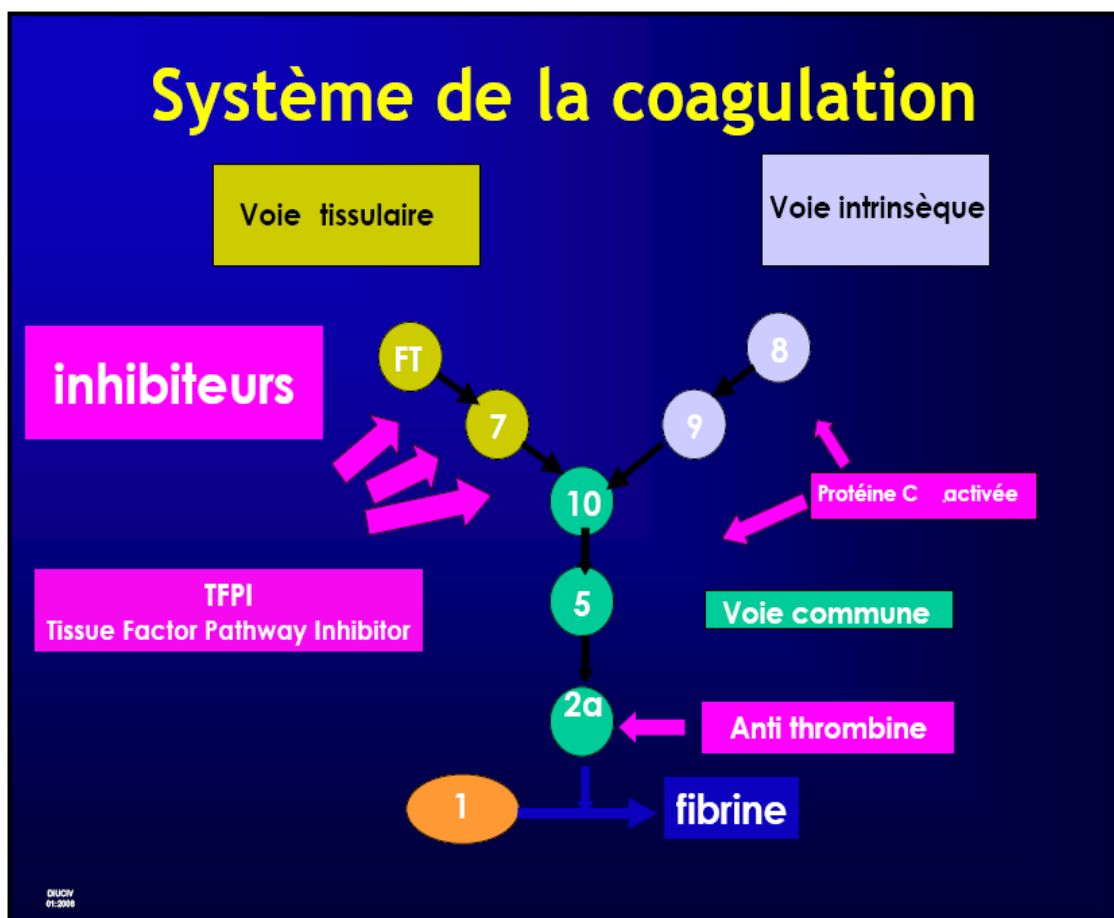 Système de la coagulation
Voie tissulaire
Voie intrinsèque
inhibiteurs
FT
8
7
9
10
Protéine C activée
TFPI
Tissue Factor Pathway Inhibitor
5
Voie commune
2a
Anti thrombine
1
fibrine
DIUCIV
01:2008